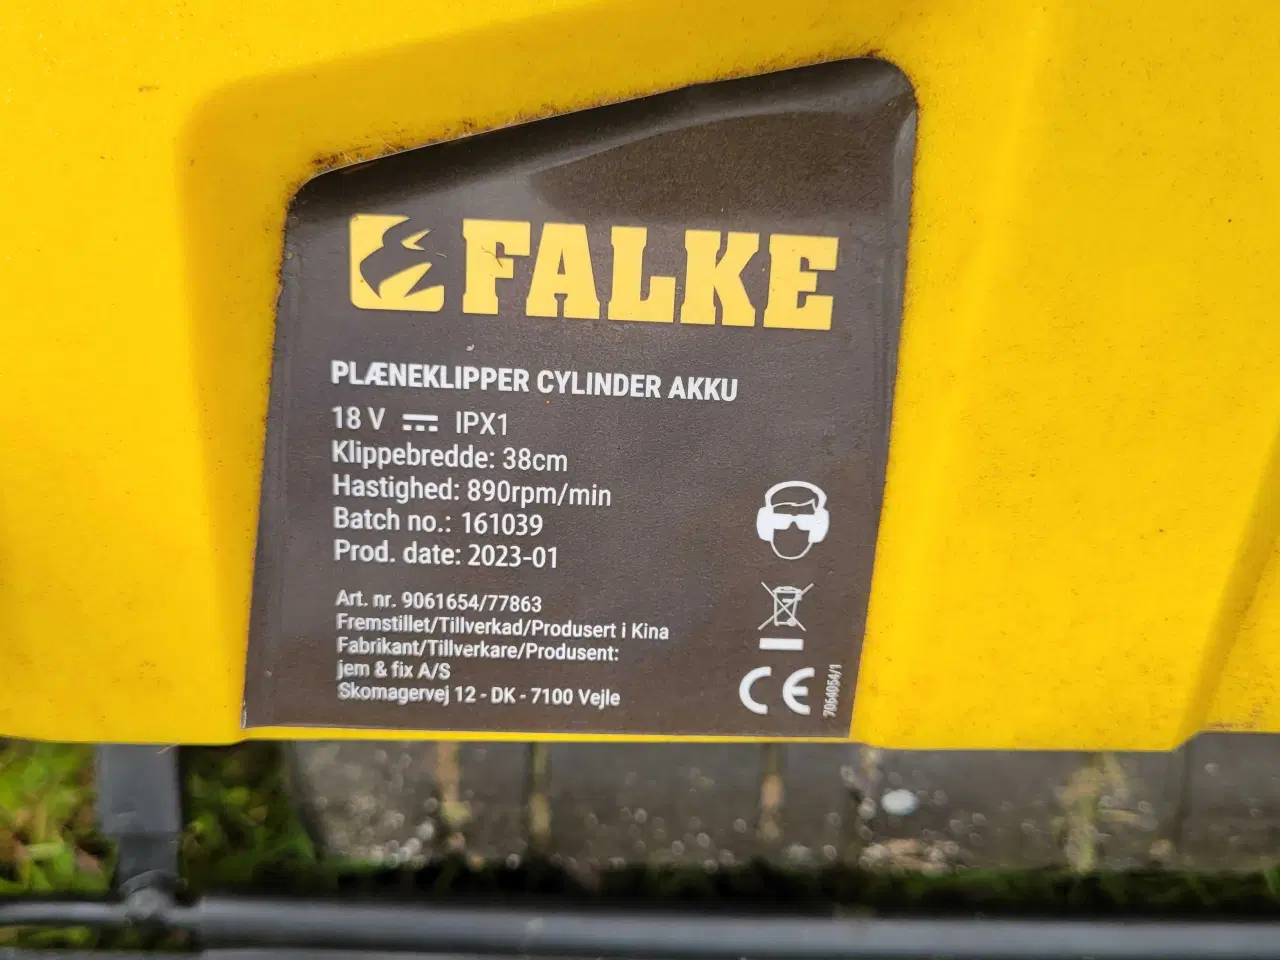 FALKE
PLÆNEKLIPPER CYLINDER AKKU
18 V ⎓ IPX1
Klippebredde: 38cm
Hastighed: 890rpm/min
Batch no.: 161039
Prod. date: 2023-01
Art. nr. 9061654/77863
Fremstillet/Tillverkad/Produsert i Kina
Fabrikant/Tillverkare/Produsent:
jem & fix A/S
Skomagervej 12 - DK - 7100 Vejle
CE
7064054/1